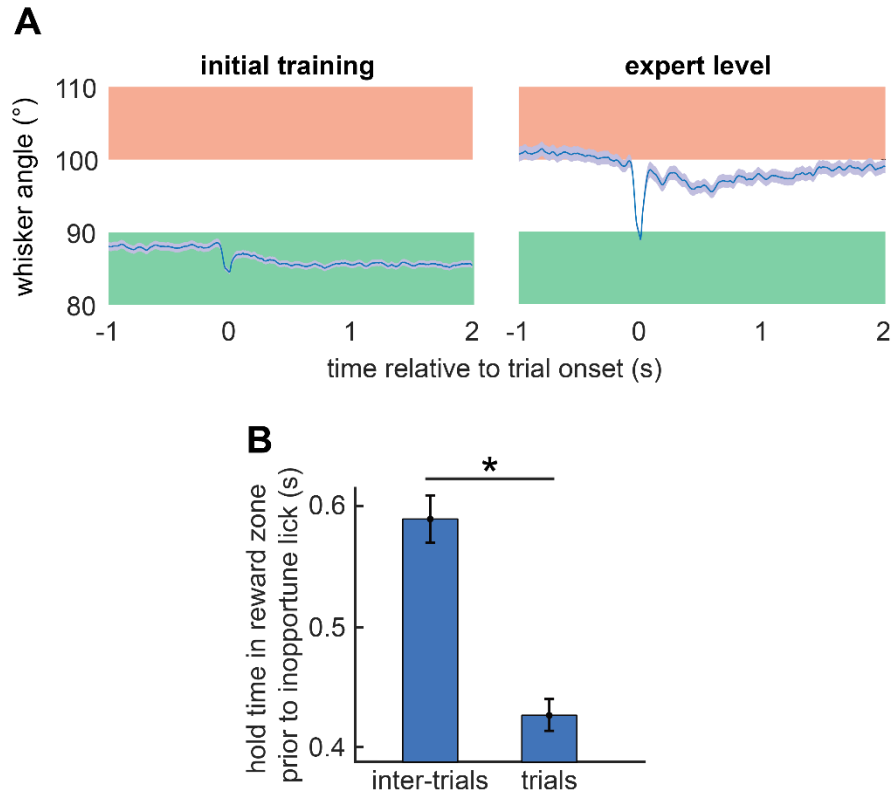 A
initial training
expert level
whisker angle (°)
110
100
90
80
-1
0
1
2
-1
0
1
2
time relative to trial onset (s)
B
hold time in reward zone
prior to inopportune lick (s)
*
0.6
0.5
0.4
inter-trials
trials